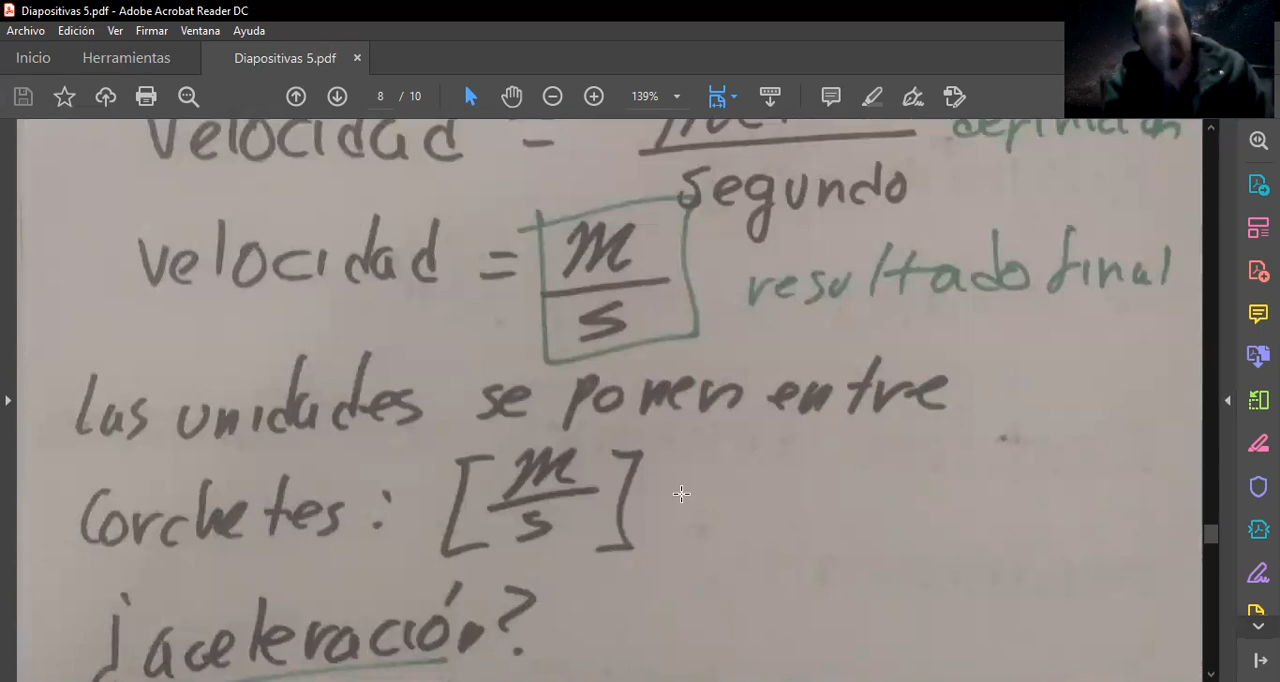 Diapositivas 5.pdf - Adobe Acrobat Reader DC
Archivo Edición Ver Firmar Ventana Ayuda
Inicio Herramientas Diapositivas 5.pdf ×
8 / 10 139%
velocidad = definición
segundo
velocidad = m/s resultado final
las unidades se ponen entre
corchetes: [m/s]
¿aceleración?